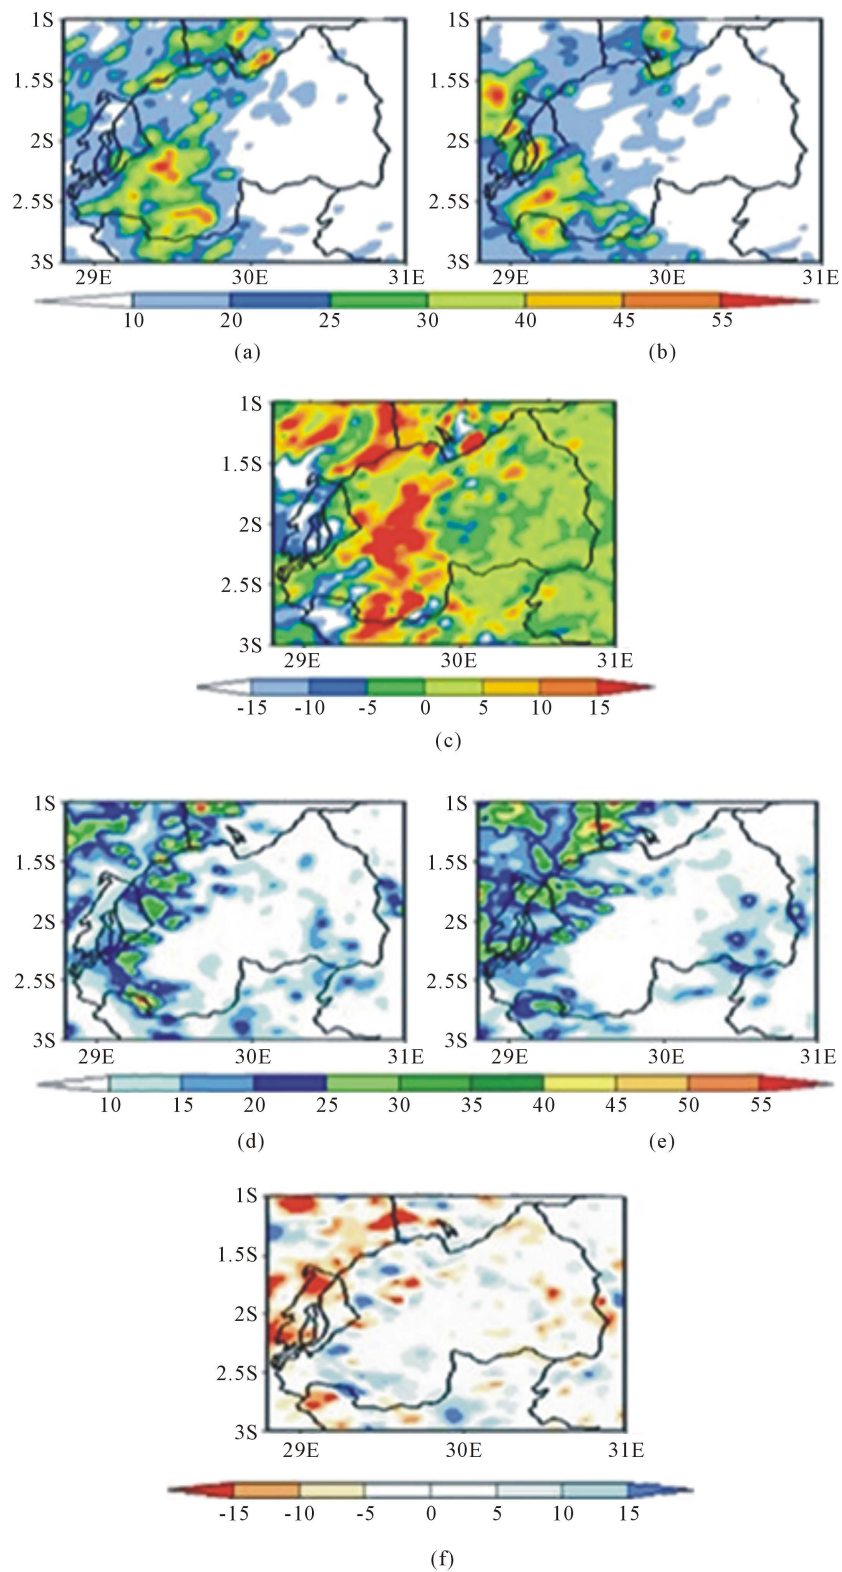 1S 1S
1.5S 1.5S
2S 2S
2.5S 2.5S
3S 3S
29E 30E 31E 29E 30E 31E
10 20 25 30 40 45 55
(a) (b)
1S
1.5S
2S
2.5S
3S
29E 30E 31E
-15 -10 -5 0 5 10 15
(c)
1S 1S
1.5S 1.5S
2S 2S
2.5S 2.5S
3S 3S
29E 30E 31E 29E 30E 31E
10 15 20 25 30 35 40 45 50 55
(d) (e)
1S
1.5S
2S
2.5S
3S
29E 30E 31E
-15 -10 -5 0 5 10 15
(f)